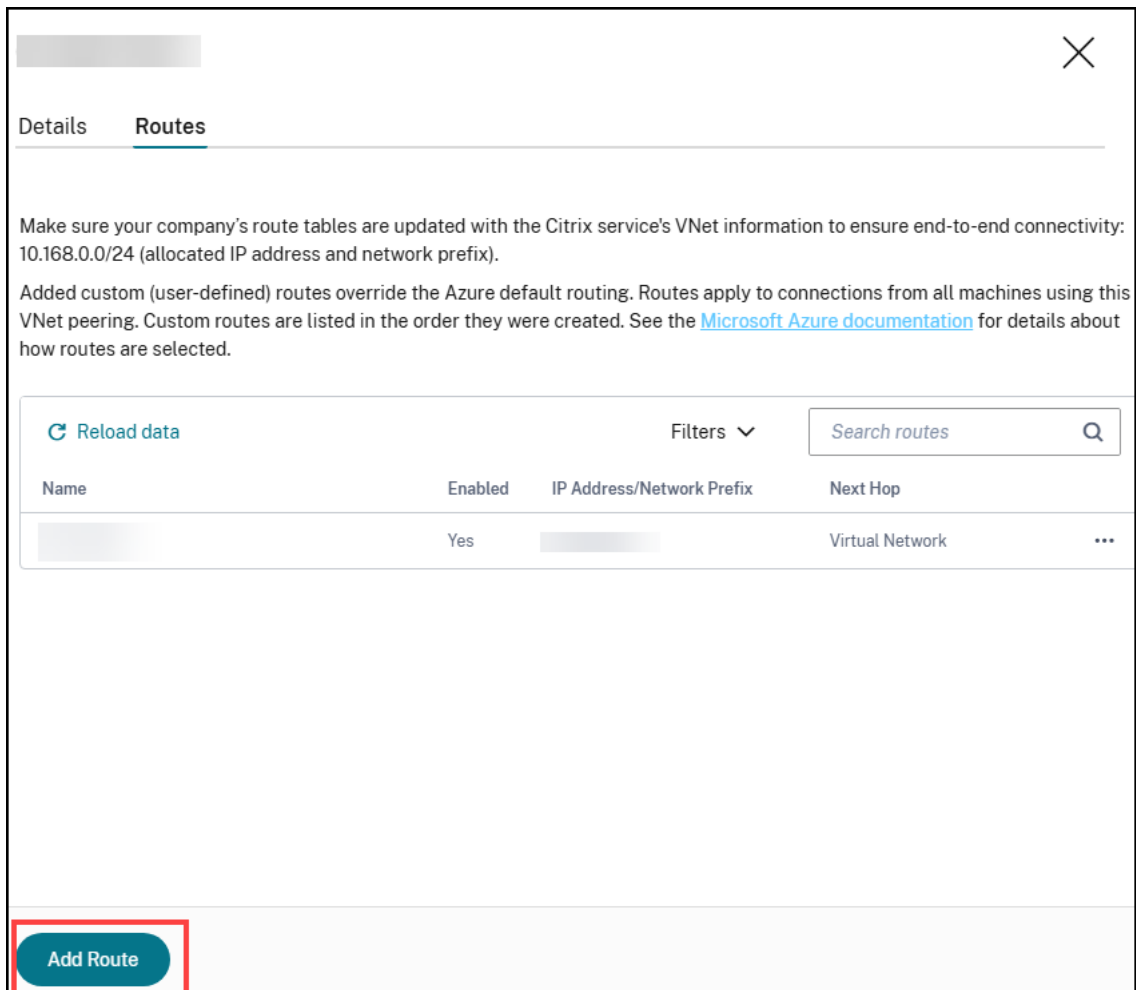 Details Routes
Make sure your company’s route tables are updated with the Citrix service's VNet information to ensure end-to-end connectivity:
10.168.0.0/24 (allocated IP address and network prefix).
Added custom (user-defined) routes override the Azure default routing. Routes apply to connections from all machines using this
VNet peering. Custom routes are listed in the order they were created. See the Microsoft Azure documentation for details about
how routes are selected.
Reload data Filters Search routes
Name Enabled IP Address/Network Prefix Next Hop
Yes Virtual Network ...
Add Route